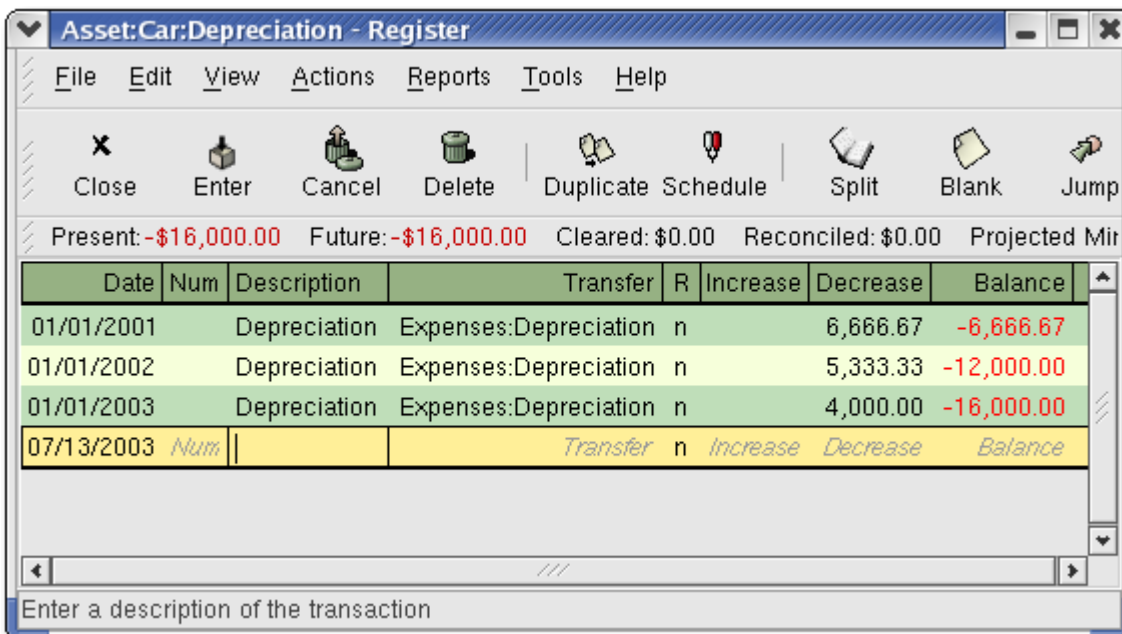 Asset:Car:Depreciation - Register
File Edit View Actions Reports Tools Help
Close Enter Cancel Delete Duplicate Schedule Split Blank Jump
Present:-$16,000.00 Future:-$16,000.00 Cleared: $0.00 Reconciled: $0.00 Projected
Date Num Description Transfer R Increase Decrease Balance
01/01/2001 Depreciation Expenses:Depreciation n 6,666.67 -6,666.67
01/01/2002 Depreciation Expenses:Depreciation n 5,333.33 -12,000.00
01/01/2003 Depreciation Expenses:Depreciation n 4,000.00 -16,000.00
07/13/2003 Num Transfer n Increase Decrease Balance
Enter a description of the transaction